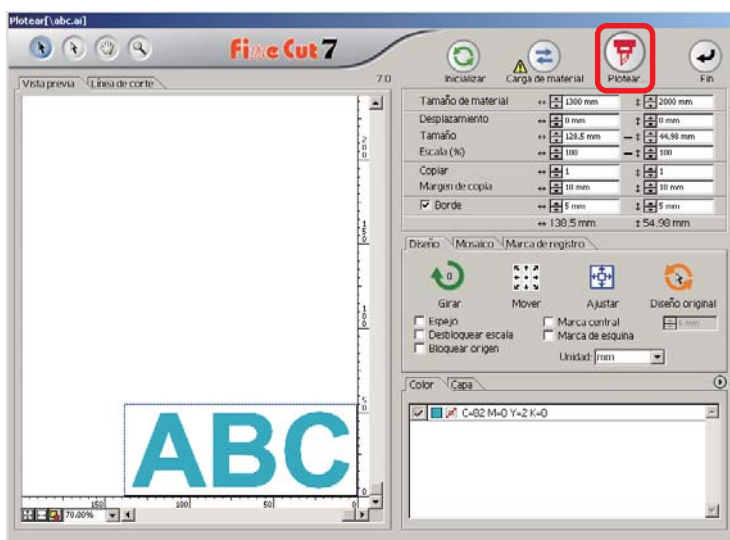 Plotear[\abc.ai]
FineCut 7
7.0
Inicializar
Carga de material
Plotear
Fin
Vista previa
Línea de corte
Tamaño de material 1300 mm 2000 mm
Desplazamiento 0 mm 0 mm
Tamaño 128.5 mm 44.98 mm
Escala (%) 100 100
Copiar 1 1
Margen de copia 10 mm 10 mm
Borde 5 mm 5 mm
138.5 mm 54.98 mm
Diseño Mosaico Marca de registro
0
Girar Mover Ajustar Diseño original
Espejo Marca central
Desbloquear escala Marca de esquina
Bloquear origen
Unidad: mm
Color Capa
C=82 M=0 Y=2 K=0
200
150
100
50
0
ABC
150 100 50 0
70.00%